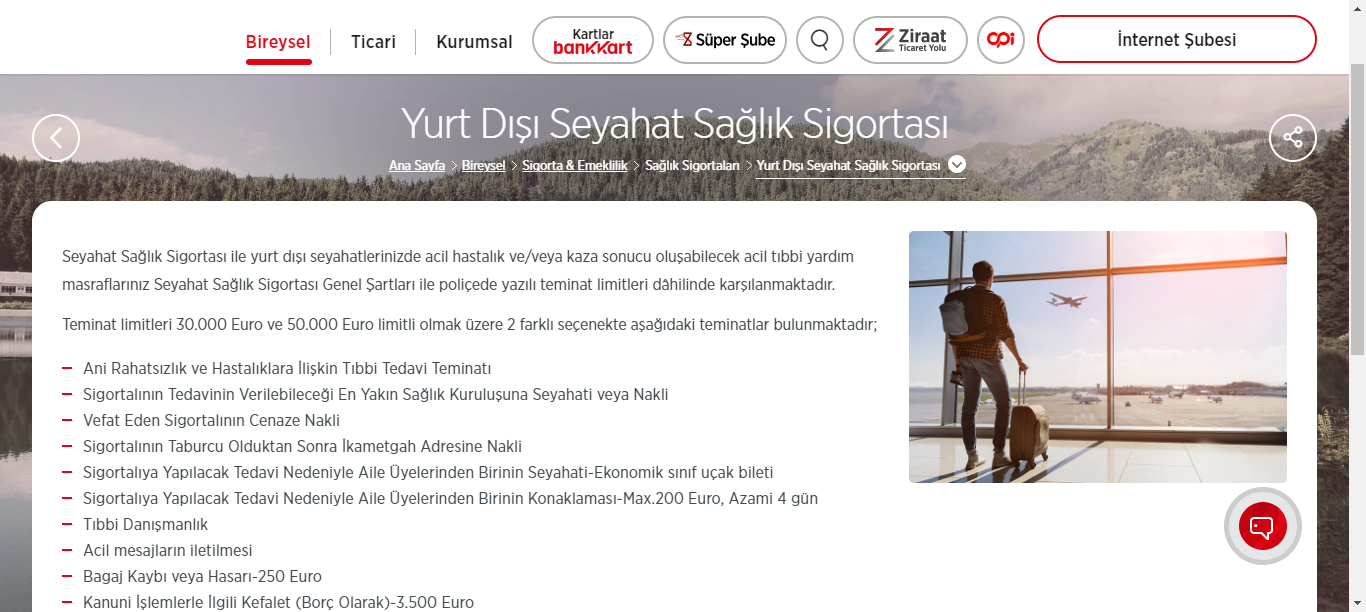 Bireysel
Ticari
Kurumsal
Kartlar
bankkart
Süper Şube
Ziraat
Ticaret Yolu
opi
İnternet Şubesi
Yurt Dışı Seyahat Sağlık Sigortası
Ana Sayfa > Bireysel > Sigorta & Emeklilik > Sağlık Sigortaları > Yurt Dışı Seyahat Sağlık Sigortası
Seyahat Sağlık Sigortası ile yurt dışı seyahatlerinizde acil hastalık ve/veya kaza sonucu oluşabilecek acil tıbbi yardım
masraflarınız Seyahat Sağlık Sigortası Genel Şartları ile poliçede yazılı teminat limitleri dâhilinde karşılanmaktadır.
Teminat limitleri 30.000 Euro ve 50.000 Euro limitli olmak üzere 2 farklı seçenekte aşağıdaki teminatlar bulunmaktadır;
Ani Rahatsızlık ve Hastalıklara İlişkin Tıbbi Tedavi Teminatı
Sigortalının Tedavinin Verilebileceği En Yakın Sağlık Kuruluşuna Seyahati veya Nakli
Vefat Eden Sigortalının Cenaze Nakli
Sigortalının Taburcu Olduktan Sonra İkametgah Adresine Nakli
Sigortalıya Yapılacak Tedavi Nedeniyle Aile Üyelerinden Birinin Seyahati-Ekonomik sınıf uçak bileti
Sigortalıya Yapılacak Tedavi Nedeniyle Aile Üyelerinden Birinin Konaklaması-Max.200 Euro, Azami 4 gün
Tıbbi Danışmanlık
Acil mesajların iletilmesi
Bagaj Kaybı veya Hasarı-250 Euro
Kanuni İşlemlerle İlgili Kefalet (Borç Olarak)-3.500 Euro